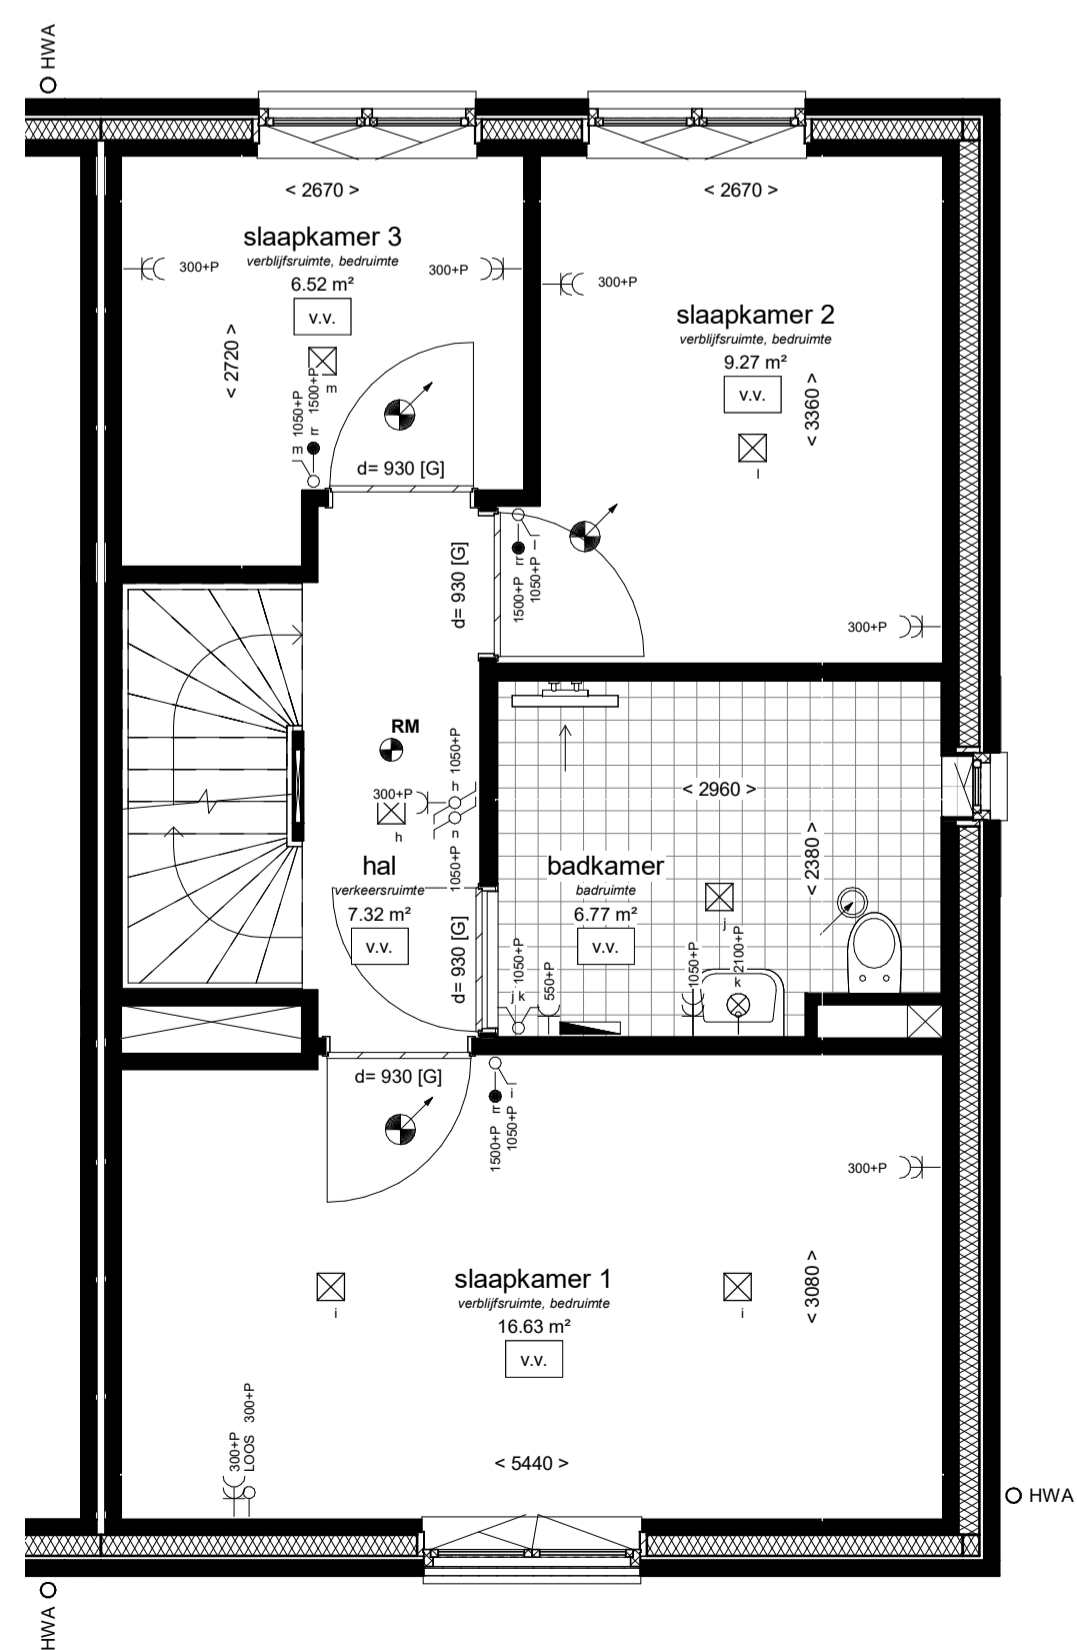 HWA
< 2670 >
< 2670 >
slaapkamer 3
verblijfsruimte, bedruimte
6.52 m²
v.v.
300+P
300+P
< 2720 >
m
m 1050+P
rr 1500+P
d= 930 [G]
300+P
slaapkamer 2
verblijfsruimte, bedruimte
9.27 m²
v.v.
< 3360 >
l
d= 930 [G]
1500+P rr
1050+P l
300+P
RM
300+P
h
h 1050+P
1050+P n
hal
verkeersruimte
7.32 m²
v.v.
d= 930 [G]
< 2960 >
< 2380 >
badkamer
badruimte
6.77 m²
v.v.
j
j k 1050+P
550+P
1050+P
k 2100+P
d= 930 [G]
1500+P rr
1050+P i
300+P
slaapkamer 1
verblijfsruimte, bedruimte
16.63 m²
v.v.
i
i
< 3080 >
300+P
LOOS 300+P
< 5440 >
HWA
HWA